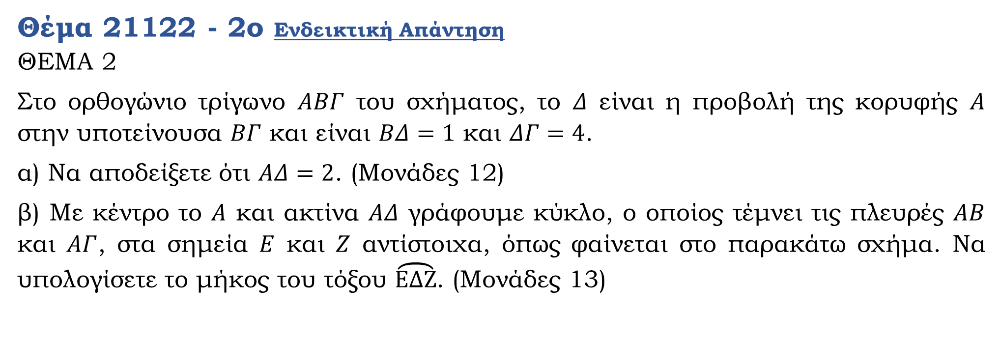 Θέμα 21122 - 2ο Ενδεικτική Απάντηση
ΘΕΜΑ 2
Στο ορθογώνιο τρίγωνο ΑΒΓ του σχήματος, το Δ είναι η προβολή της κορυφής Α
στην υποτείνουσα ΒΓ και είναι ΒΔ = 1 και ΔΓ = 4.
α) Να αποδείξετε ότι ΑΔ = 2. (Μονάδες 12)
β) Με κέντρο το Α και ακτίνα ΑΔ γράφουμε κύκλο, ο οποίος τέμνει τις πλευρές ΑΒ
και ΑΓ, στα σημεία Ε και Ζ αντίστοιχα, όπως φαίνεται στο παρακάτω σχήμα. Να
υπολογίσετε το μήκος του τόξου ΕΔΖ. (Μονάδες 13)